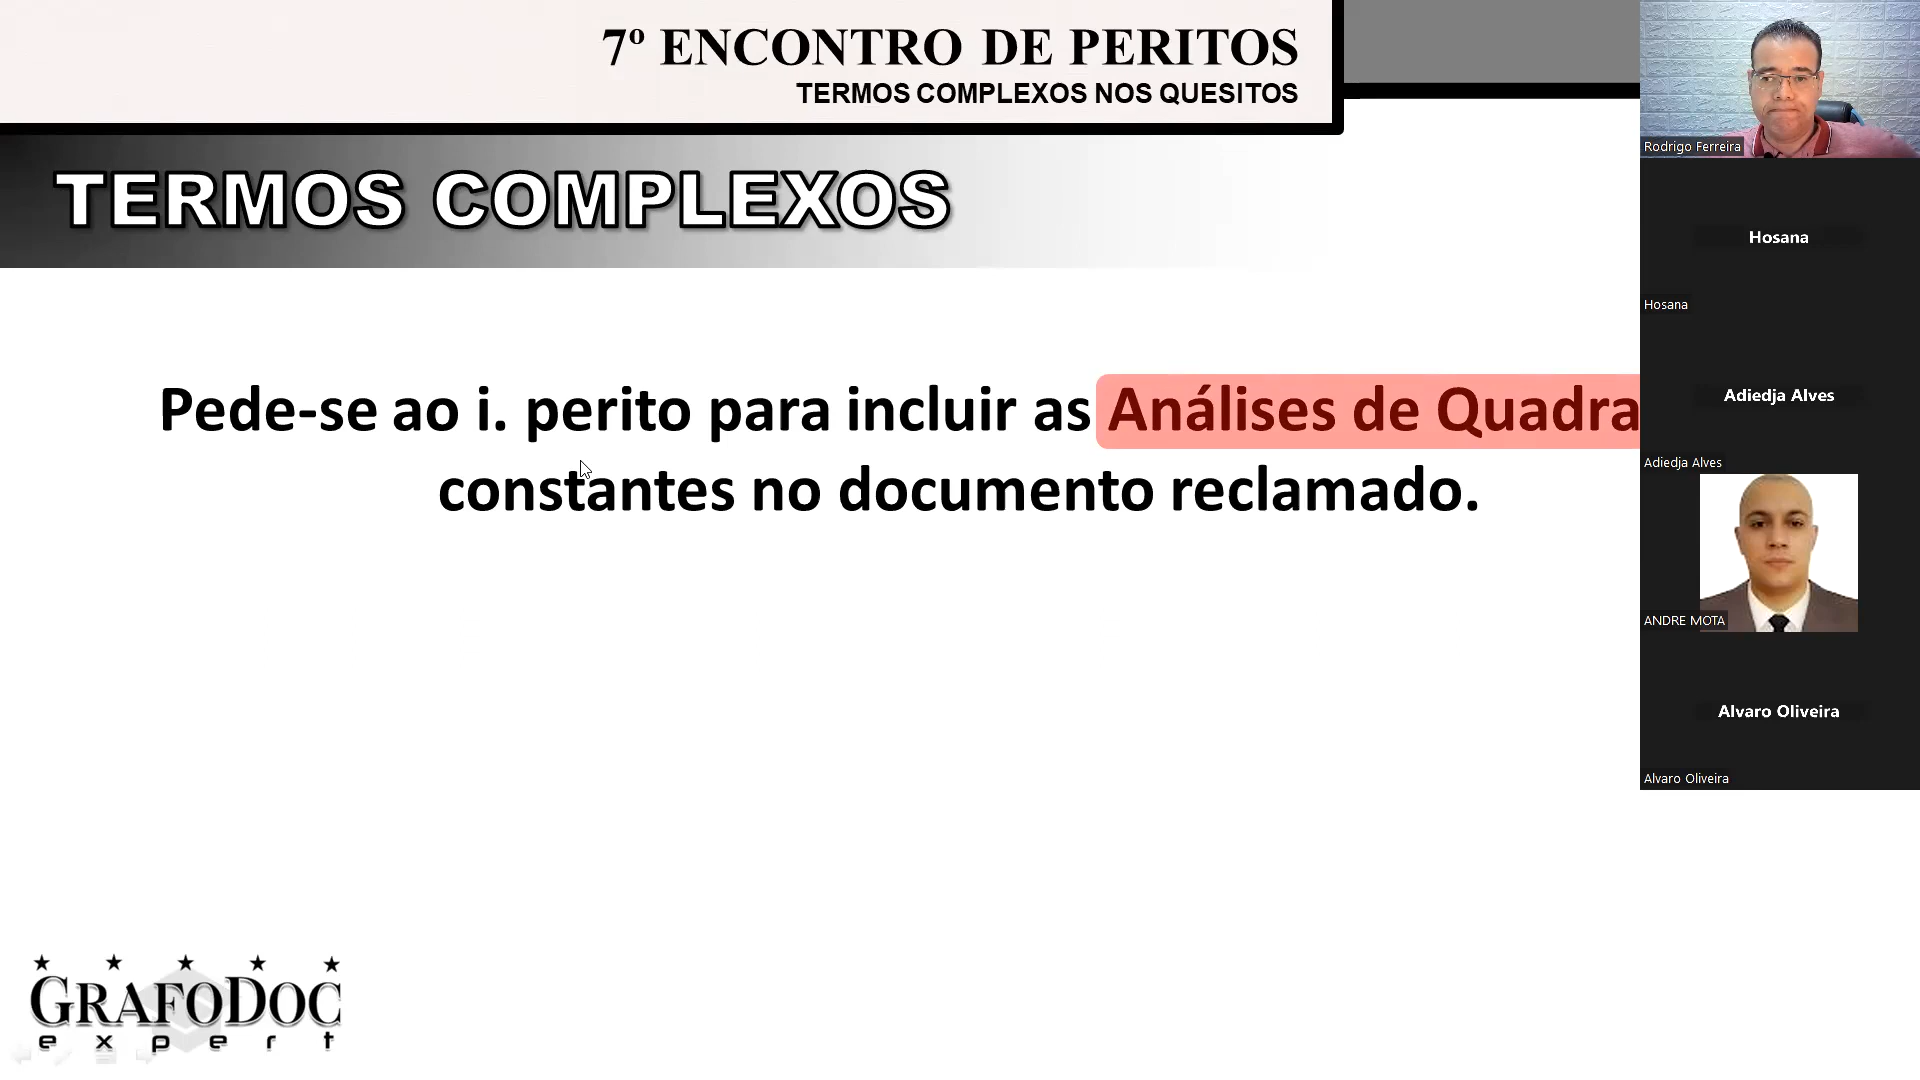 7º ENCONTRO DE PERITOS
TERMOS COMPLEXOS NOS QUESITOS
TERMOS COMPLEXOS
Pede-se ao i. perito para incluir as Análises de Quadra
constantes no documento reclamado.
GRAFODOC
expert
Rodrigo Ferreira
Hosana
Hosana
Adiedja Alves
Adiedja Alves
ANDRE MOTA
Alvaro Oliveira
Alvaro Oliveira